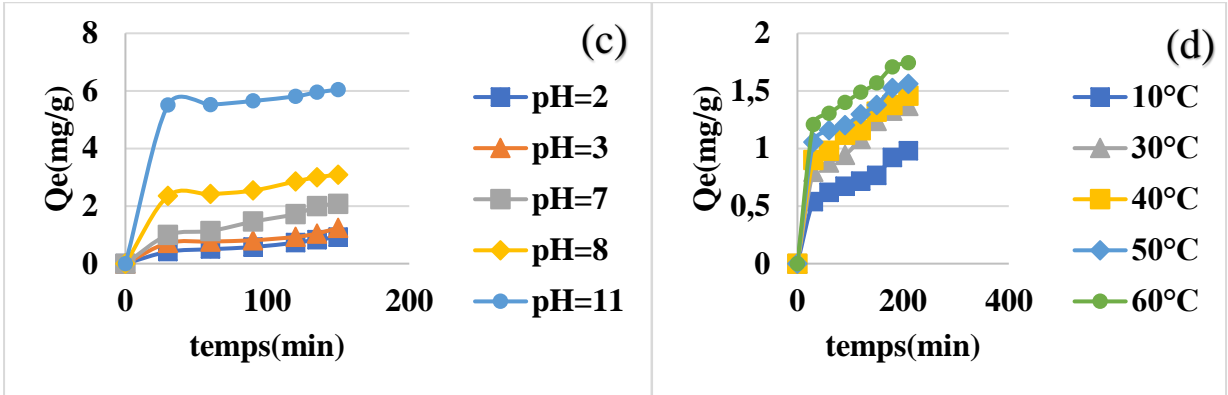 (c)
Qe(mg/g)
8
6
4
2
0
0
100
200
temps(min)
pH=2
pH=3
pH=7
pH=8
pH=11
(d)
Qe(mg/g)
2
1,5
1
0,5
0
0
200
400
temps(min)
10°C
30°C
40°C
50°C
60°C